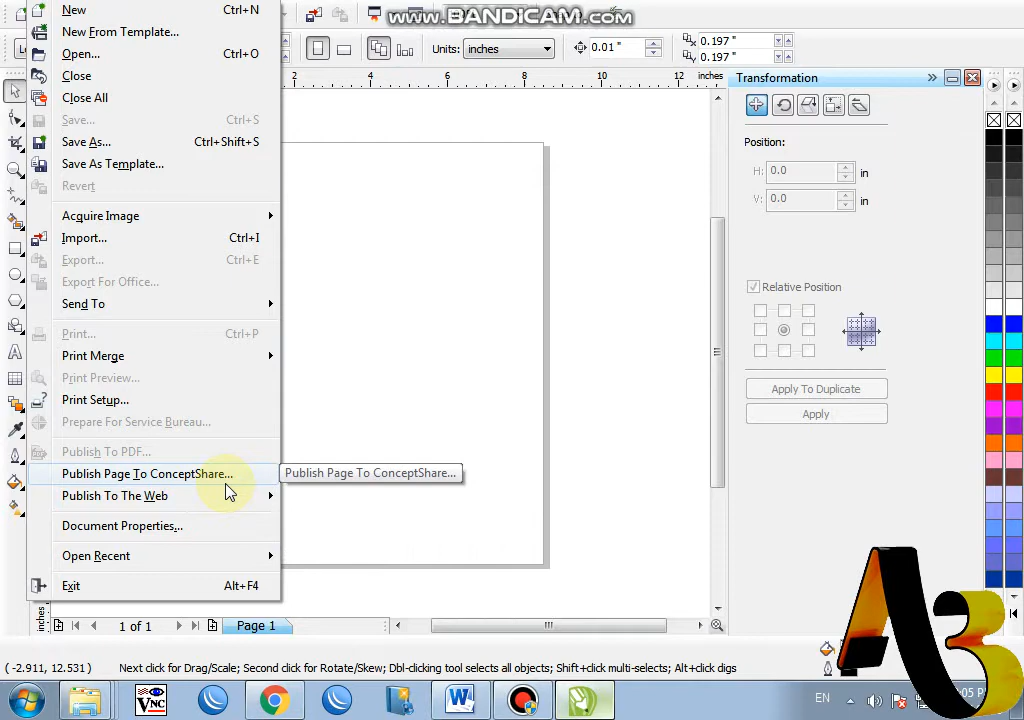 New Ctrl+N
www.BANDICAM.com
New From Template...
Units: inches 0.01 " 0.197 "
0.197 "
Open... Ctrl+O
Close
2 4 6 8 10 12 inches
Transformation
Close All
Save... Ctrl+S
Save As... Ctrl+Shift+S
Position:
Save As Template...
H: 0.0 in
Revert
V: 0.0 in
Acquire Image
Import... Ctrl+I
Export... Ctrl+E
Export For Office...
Relative Position
Send To
Print... Ctrl+P
Print Merge
Print Preview...
Apply To Duplicate
Print Setup...
Apply
Prepare For Service Bureau...
Publish To PDF...
Publish Page To ConceptShare... Publish Page To ConceptShare...
Publish To The Web
Document Properties...
Open Recent
Exit Alt+F4
inches
1 of 1 Page 1
(-2.911, 12.531) Next click for Drag/Scale; Second click for Rotate/Skew; Dbl-clicking tool selects all objects; Shift+click multi-selects; Alt+click digs
A3
VNC W EN